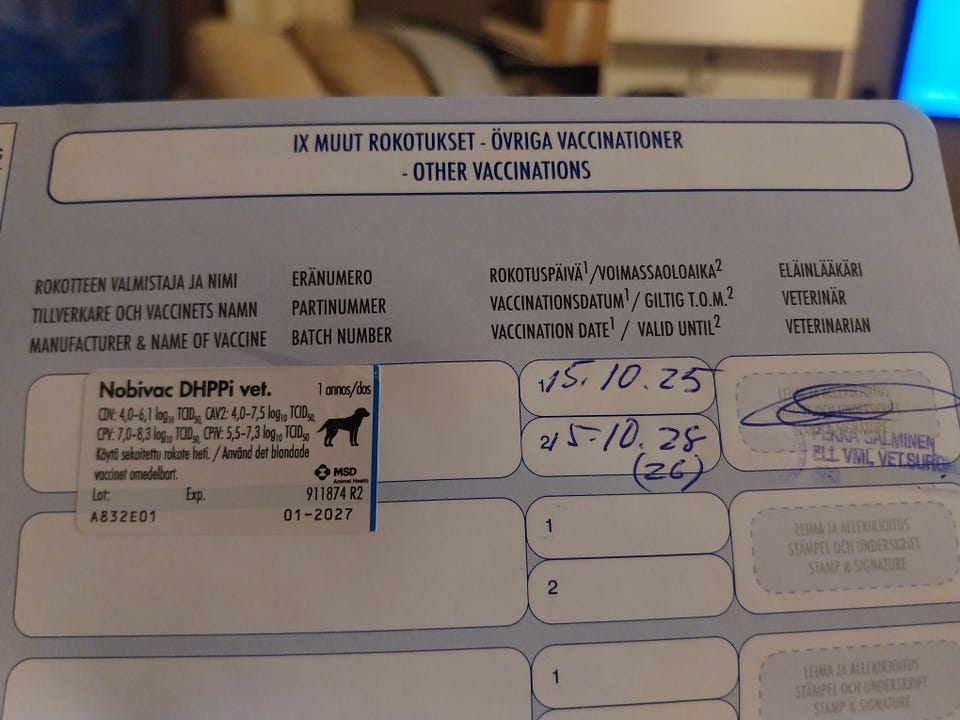 IX MUUT ROKOTUKSET - ÖVRIGA VACCINATIONER
- OTHER VACCINATIONS
ROKOTTEEN VALMISTAJA JA NIMI
TILLVERKARE OCH VACCINETS NAMN
MANUFACTURER & NAME OF VACCINE
ERÄNUMERO
PARTINUMMER
BATCH NUMBER
ROKOTUSPÄIVÄ¹/VOIMASSAOLOAIKA²
VACCINATIONSDATUM¹/ GILTIG T.O.M.²
VACCINATION DATE¹ / VALID UNTIL²
ELÄINLÄÄKÄRI
VETERINÄR
VETERINARIAN
Nobivac DHPPi vet. 1 annos/dos
CDV: 4,0–6,1 log₁₀ TCID₅₀ CAV2: 4,0–7,5 log₁₀ TCID₅₀,
CPV: 7,0–8,3 log₁₀ TCID₅₀ CPiV: 5,5–7,3 log₁₀ TCID₅₀
Käytä sekoitettu rokote heti. / Använd det blandade
vaccinet omedelbart.
MSD
Animal Health
Lot: Exp. 911874 R2
A832E01 01-2027
1 15.10.25
2 15.10.28
(26)
PEKKA SALMINEN
ELL VML VETSURG
1
2
LEIMA JA ALLEKIRJOITUS
STÄMPEL OCH UNDERSKRIFT
STAMP & SIGNATURE
1
LEIMA JA ALLEKIRJOITUS
STÄMPEL OCH UNDERSKRIFT
STAMP & SIGNATURE